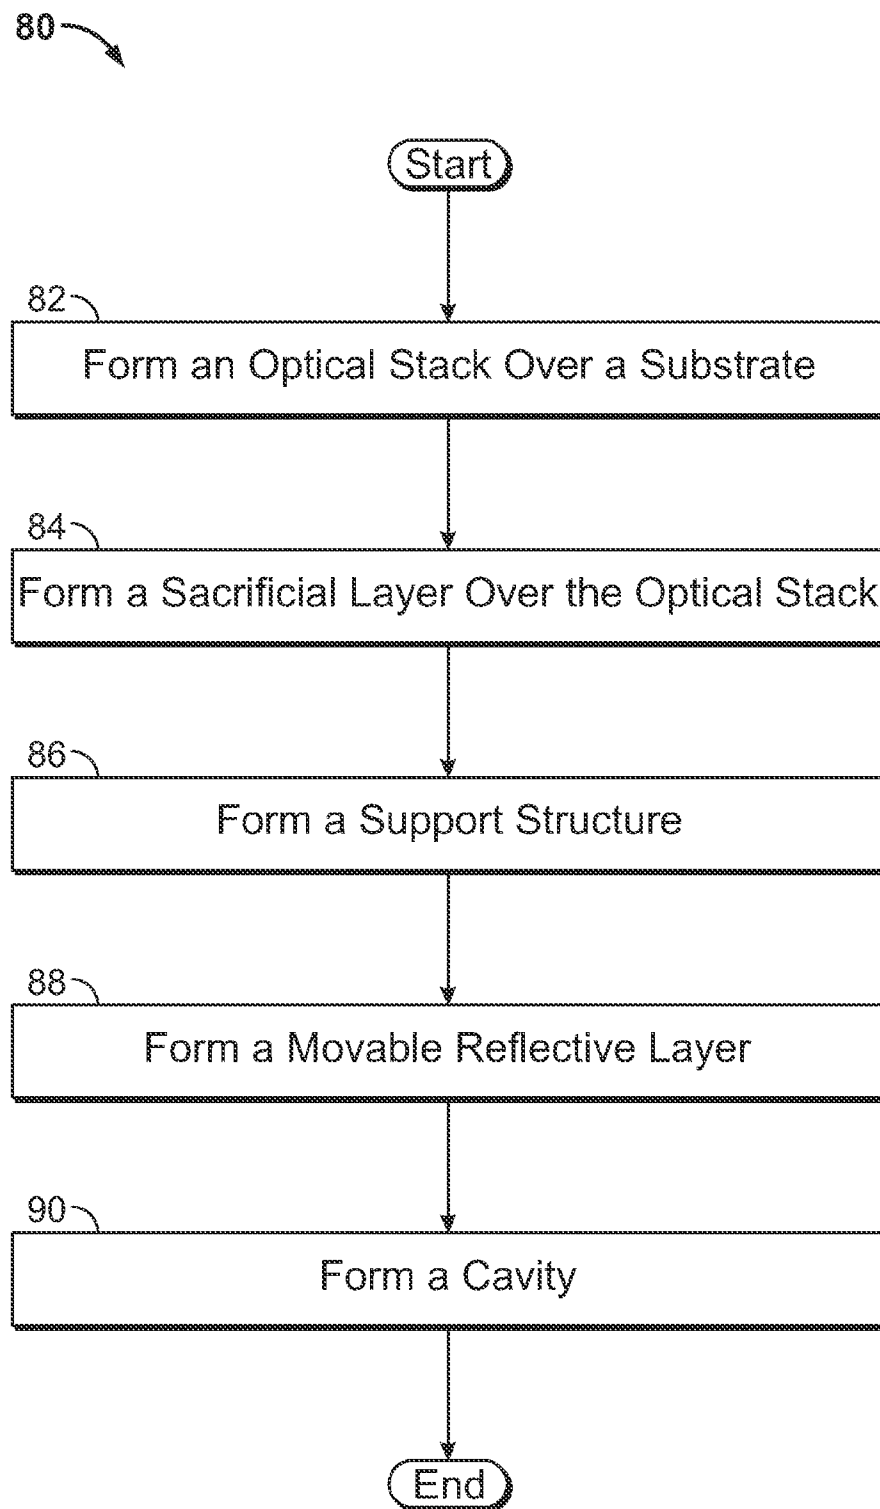 80
Start
82
Form an Optical Stack Over a Substrate
84
Form a Sacrificial Layer Over the Optical Stack
86
Form a Support Structure
88
Form a Movable Reflective Layer
90
Form a Cavity
End